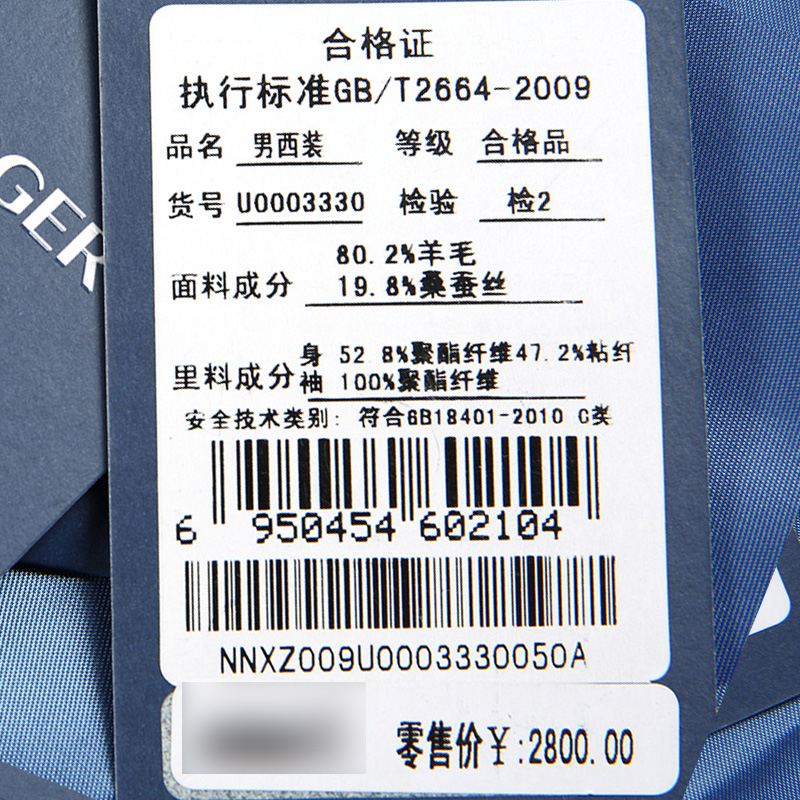 GER
合格证
执行标准GB/T2664-2009
品名 男西装 等级 合格品
货号 U0003330 检验 检2
80.2%羊毛
面料成分 19.8%桑蚕丝
身 52 8%聚酯纤维47.2%粘纤
里料成分
袖 100%聚酯纤维
安全技术类别: 符合GB18401-2010 C类
6 950454 602104
NNXZ009U0003330050A
零售价¥:2800.00